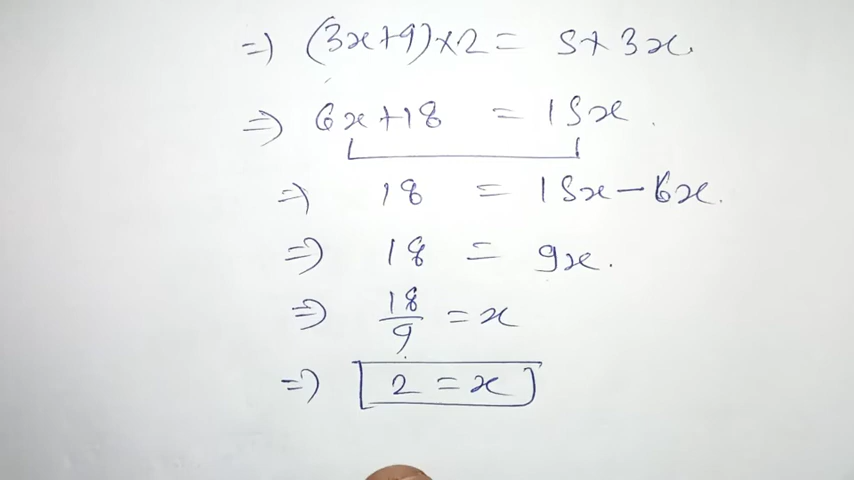 => (3x+9)×2 = 5×3x.
=> 6x+18 = 15x.
=> 18 = 15x-6x.
=> 18 = 9x.
=> 18/9 = x
=> 2 = x